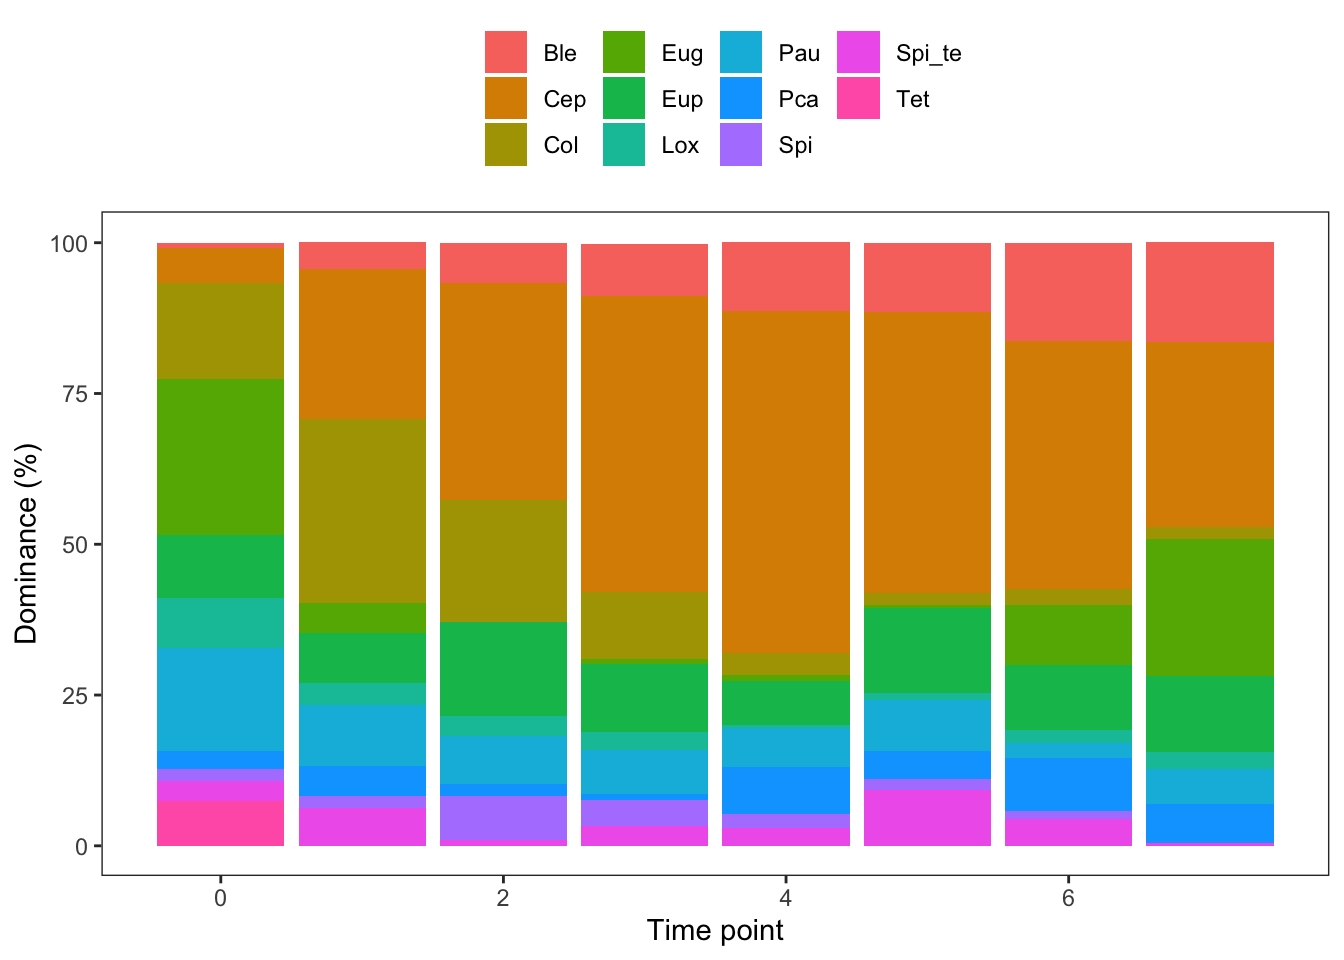 Ble Eug Pau Spi_te
Cep Eup Pca Tet
Col Lox Spi
100
75
50
25
0
Dominance (%)
0 2 4 6
Time point